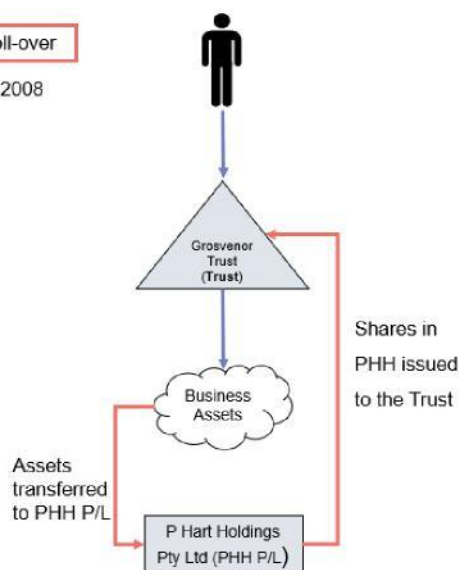 oll-over
2008
Grosvenor
Trust
(Trust)
Shares in
PHH issued
to the Trust
Business
Assets
Assets
transferred
to PHH P/L
P Hart Holdings
Pty Ltd (PHH P/L)